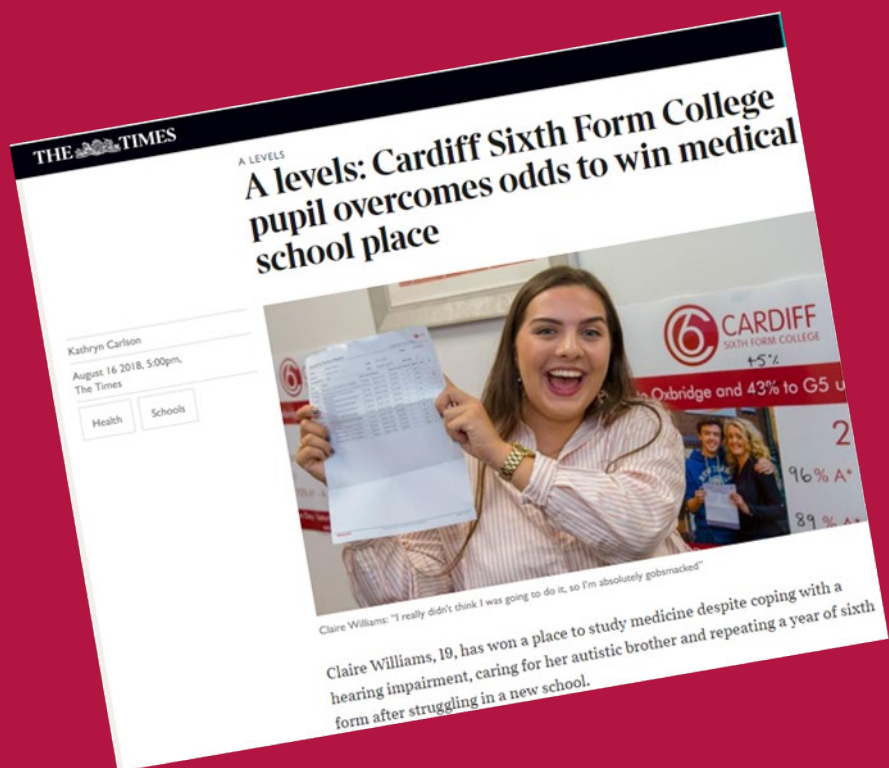 THE TIMES
A LEVELS
A levels: Cardiff Sixth Form College
pupil overcomes odds to win medical
school place
Kathryn Carlson
August 16 2018, 5:00pm,
The Times
Health
Schools
6 CARDIFF
SIXTH FORM COLLEGE
+5%
Oxbridge and 43% to G5 u
2
96% A*
89 % A*
Claire Williams: "I really didn't think I was going to do it, so I'm absolutely gobsmacked"
Claire Williams, 19, has won a place to study medicine despite coping with a
hearing impairment, caring for her autistic brother and repeating a year of sixth
form after struggling in a new school.